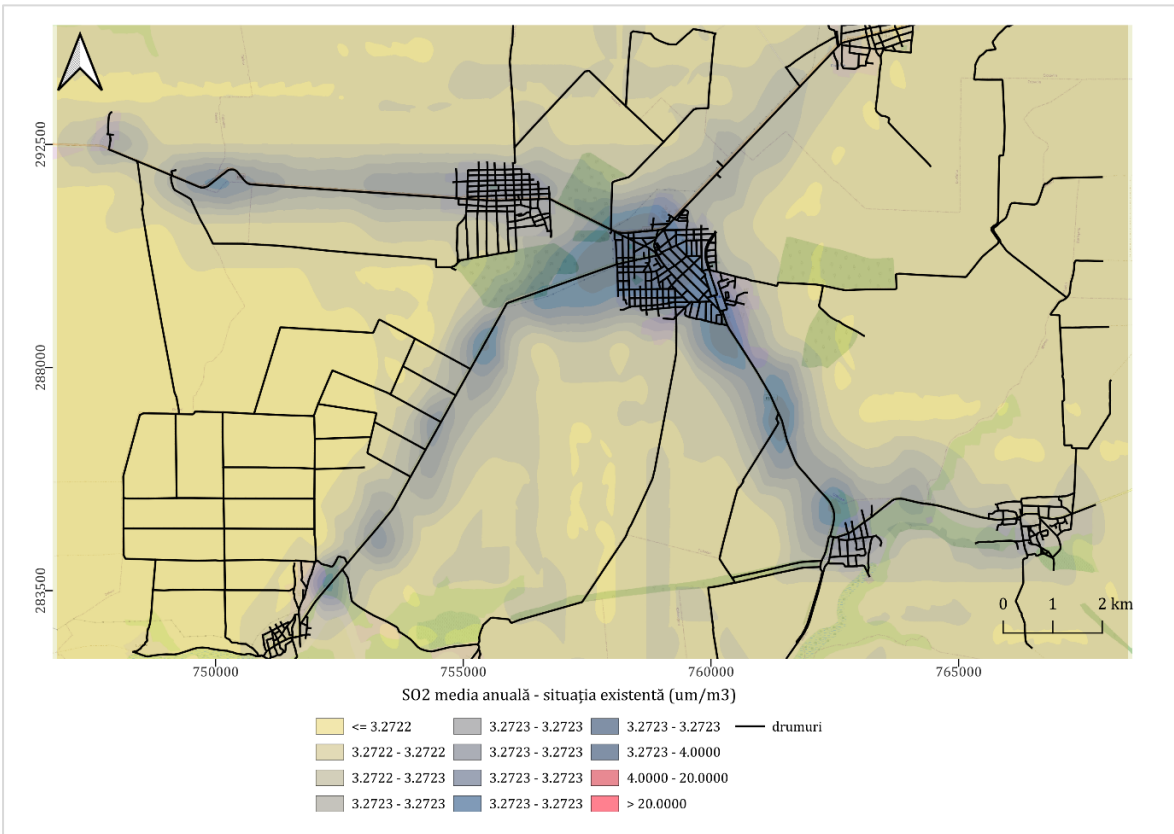 292500
288000
283500
0 1 2 km
750000 755000 760000 765000
SO2 media anuală - situația existentă (um/m3)
<= 3.2722 3.2723 - 3.2723 3.2723 - 3.2723 drumuri
3.2722 - 3.2722 3.2723 - 3.2723 3.2723 - 4.0000
3.2722 - 3.2723 3.2723 - 3.2723 4.0000 - 20.0000
3.2723 - 3.2723 3.2723 - 3.2723 > 20.0000